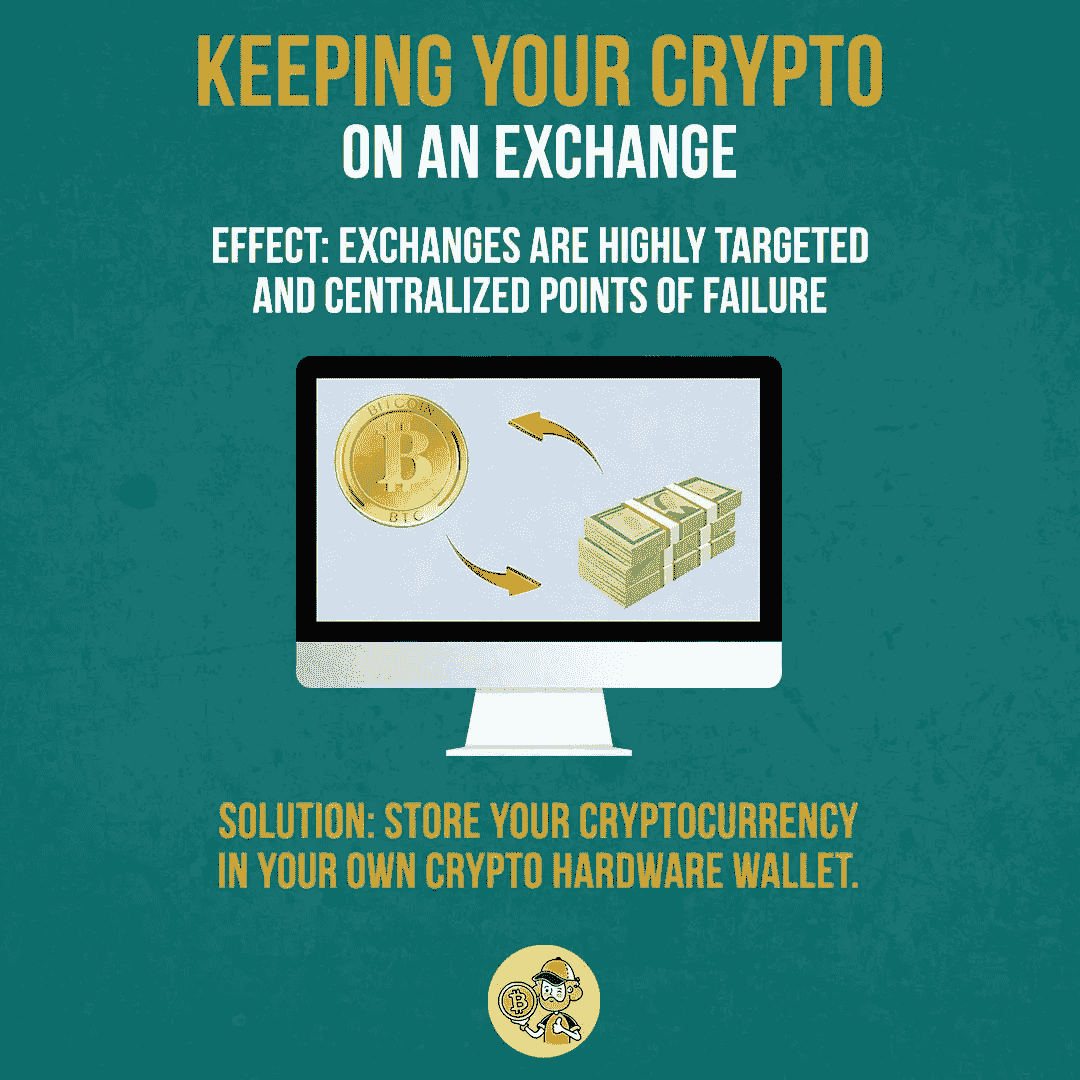 KEEPING YOUR CRYPTO
ON AN EXCHANGE
EFFECT: EXCHANGES ARE HIGHLY TARGETED
AND CENTRALIZED POINTS OF FAILURE
BITCOIN
BTC
SOLUTION: STORE YOUR CRYPTOCURRENCY
IN YOUR OWN CRYPTO HARDWARE WALLET.